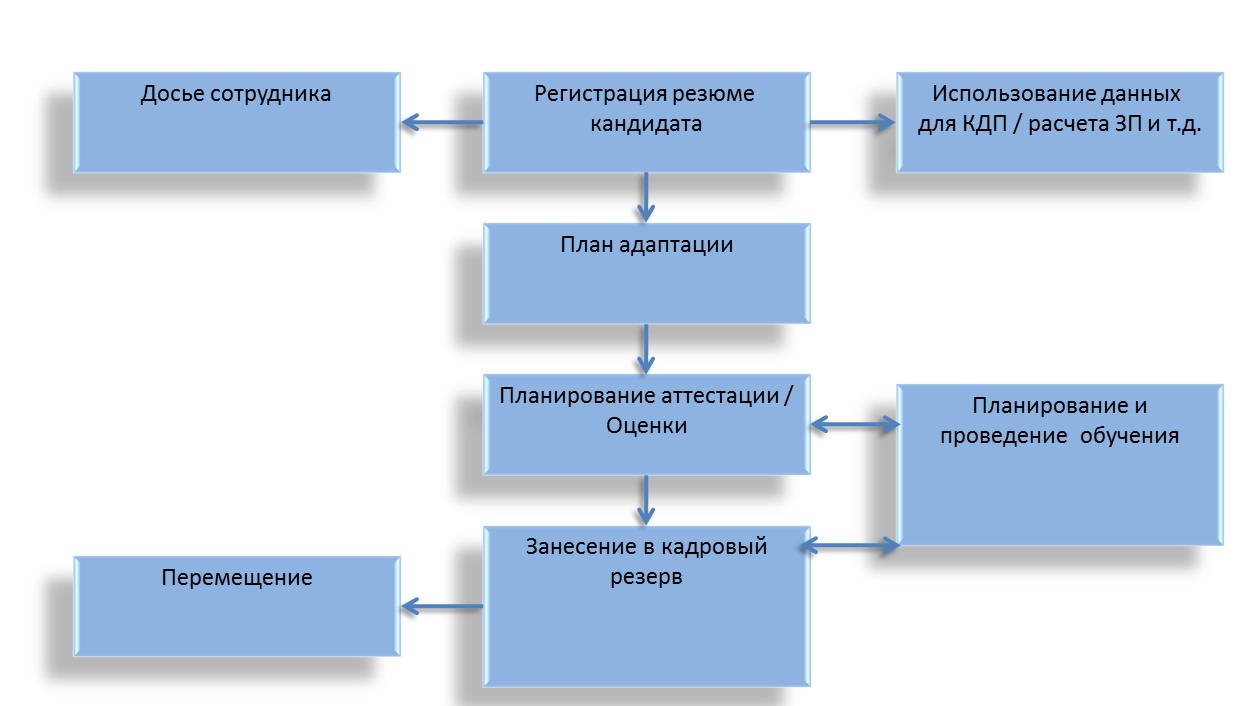 Досье сотрудника
Регистрация резюме
кандидата
Использование данных
для КДП / расчета ЗП и т.д.
План адаптации
Планирование аттестации /
Оценки
Планирование и
проведение обучения
Занесение в кадровый
резерв
Перемещение